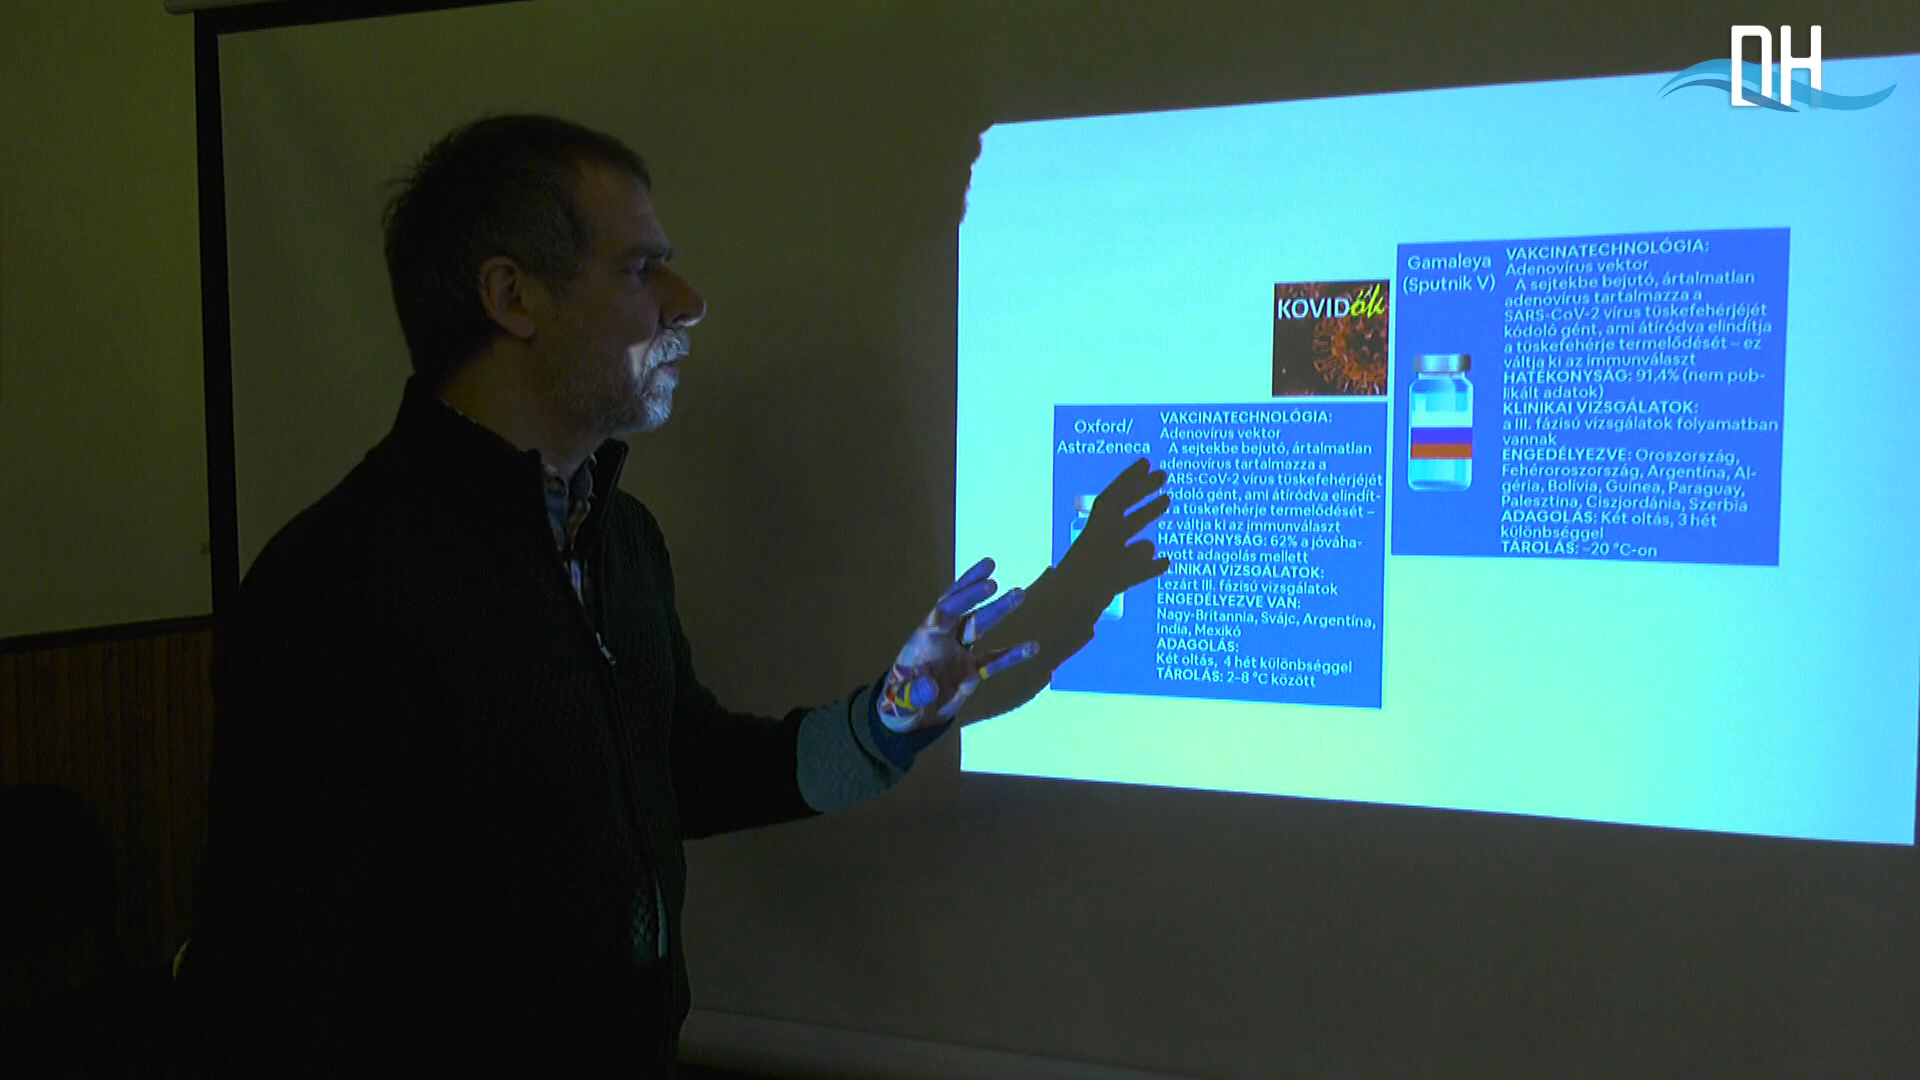 DH
KOVIDők
Gamaleya
(Sputnik V)
VAKCINATECHNOLÓGIA:
Adenovírus vektor
A sejtekbe bejutó, ártalmatlan
adenovírus tartalmazza a
SARS-CoV-2 vírus tüskefehérjéjét
kódoló gént, ami átíródva elindítja
a tüskefehérje termelődését – ez
váltja ki az immunválaszt
HATÉKONYSÁG: 91,4% (nem pub-
likált adatok)
KLINIKAI VIZSGÁLATOK:
a III. fázisú vizsgálatok folyamatban
vannak
ENGEDÉLYEZVE: Oroszország,
Fehéroroszország, Argentína, Al-
géria, Bolívia, Guinea, Paraguay,
Palesztina, Ciszjordánia, Szerbia
ADAGOLÁS: Két oltás, 3 hét
különbséggel
TÁROLÁS: –20 °C-on
Oxford/
AstraZeneca
VAKCINATECHNOLÓGIA:
Adenovírus vektor
A sejtekbe bejutó, ártalmatlan
adenovírus tartalmazza a
SARS-CoV-2 vírus tüskefehérjéjét
kódoló gént, ami átíródva elindít-
a tüskefehérje termelődését –
ez váltja ki az immunválaszt
HATÉKONYSÁG: 62% a jóváha-
gyott adagolás mellett
KLINIKAI VIZSGÁLATOK:
Lezárt III. fázisú vizsgálatok
ENGEDÉLYEZVE VAN:
Nagy-Britannia, Svájc, Argentína,
India, Mexikó
ADAGOLÁS:
Két oltás, 4 hét különbséggel
TÁROLÁS: 2–8 °C között